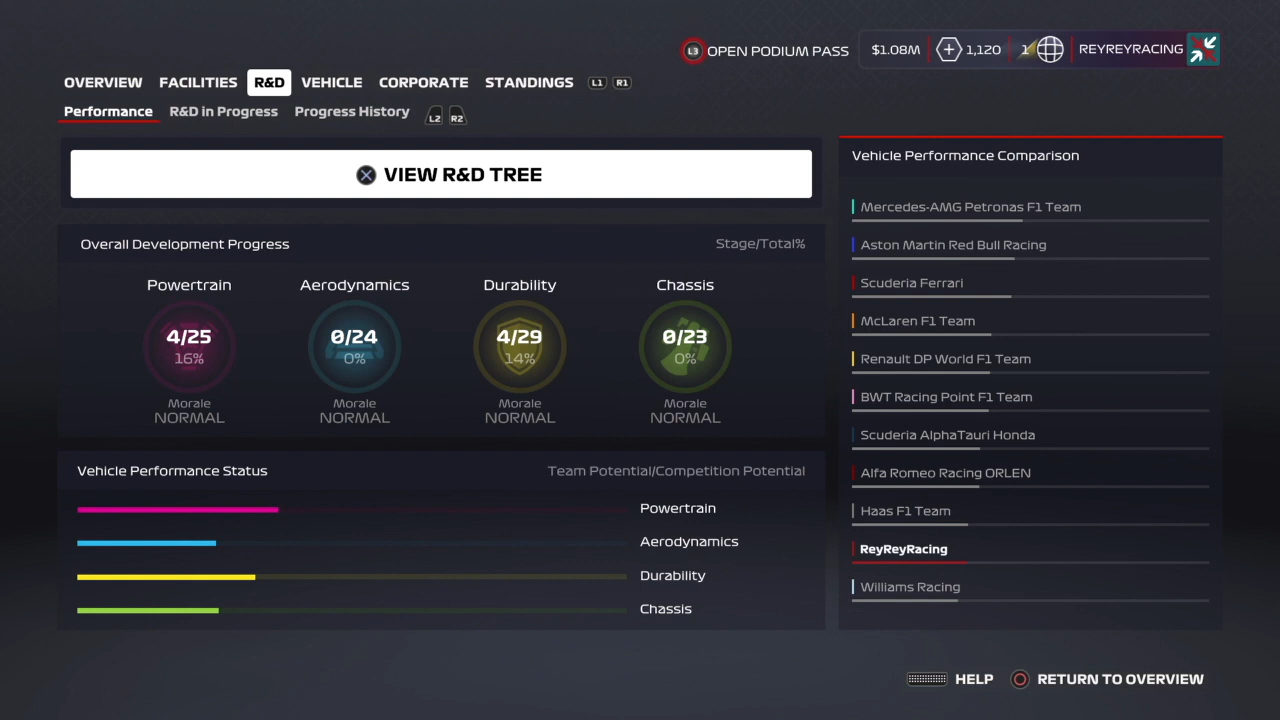 L3 OPEN PODIUM PASS $1.08M 1,120 1 REYREYRACING
OVERVIEW FACILITIES R&D VEHICLE CORPORATE STANDINGS L1 R1
Performance R&D in Progress Progress History L2 R2
VIEW R&D TREE
Overall Development Progress Stage/Total%
Powertrain Aerodynamics Durability Chassis
4/25 0/24 4/29 0/23
16% 0% 14% 0%
Morale Morale Morale Morale
NORMAL NORMAL NORMAL NORMAL
Vehicle Performance Status Team Potential/Competition Potential
Powertrain
Aerodynamics
Durability
Chassis
Vehicle Performance Comparison
Mercedes-AMG Petronas F1 Team
Aston Martin Red Bull Racing
Scuderia Ferrari
McLaren F1 Team
Renault DP World F1 Team
BWT Racing Point F1 Team
Scuderia AlphaTauri Honda
Alfa Romeo Racing ORLEN
Haas F1 Team
ReyReyRacing
Williams Racing
HELP RETURN TO OVERVIEW